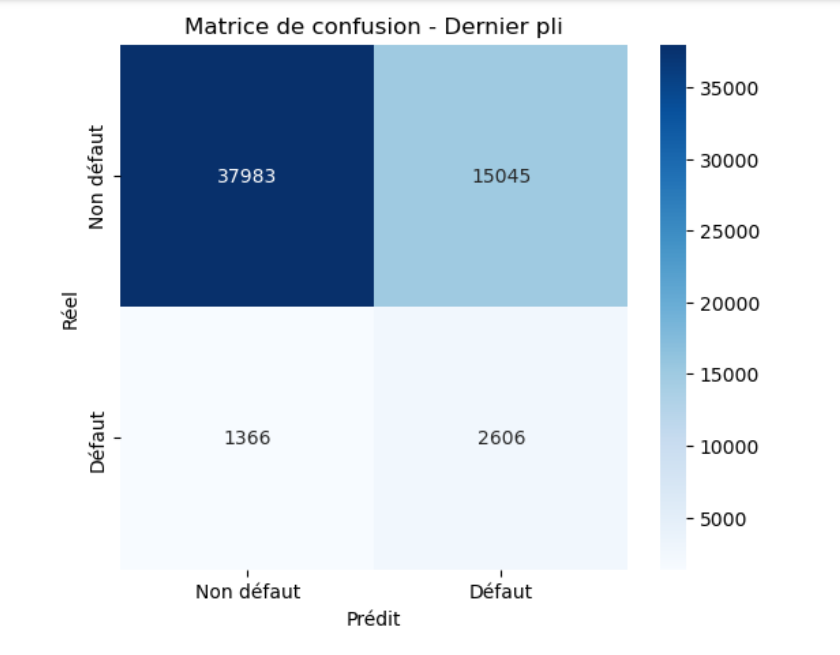 Matrice de confusion - Dernier pli
Non défaut
37983
15045
35000
30000
25000
20000
15000
10000
5000
Réel
Défaut
1366
2606
Non défaut
Défaut
Prédit